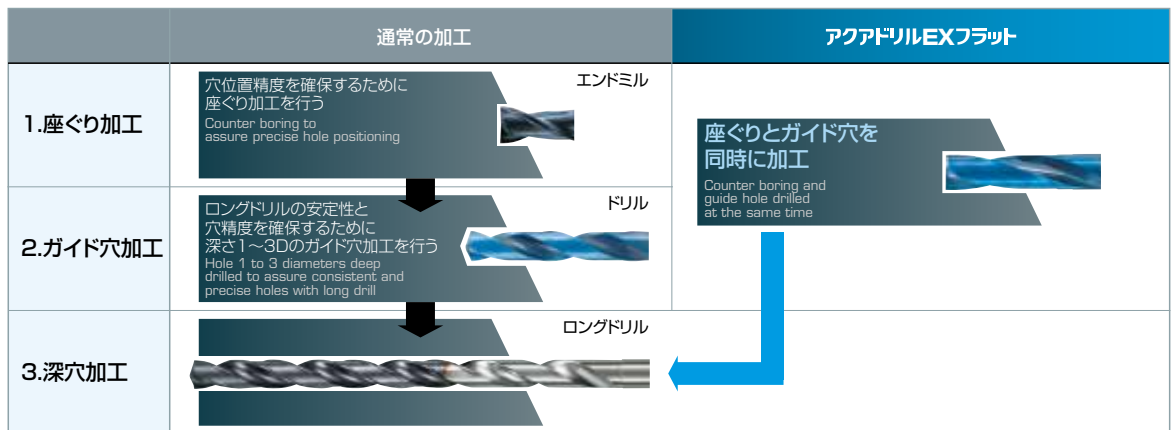 通常の加工
アクアドリルEXフラット
1.座ぐり加工
穴位置精度を確保するために
座ぐり加工を行う
Counter boring to
assure precise hole positioning
エンドミル
座ぐりとガイド穴を
同時に加工
Counter boring and
guide hole drilled
at the same time
2.ガイド穴加工
ロングドリルの安定性と
穴精度を確保するために
深さ1～3Dのガイド穴加工を行う
Hole 1 to 3 diameters deep
drilled to assure consistent and
precise holes with long drill
ドリル
3.深穴加工
ロングドリル